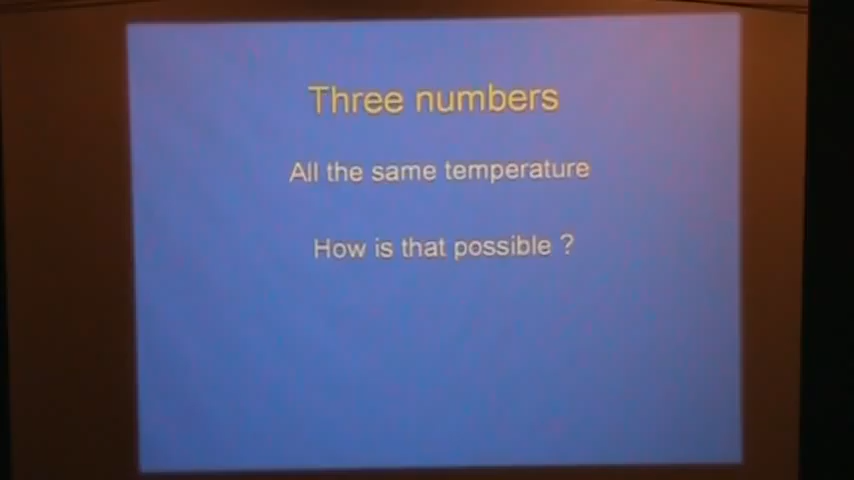 Three numbers
All the same temperature
How is that possible ?